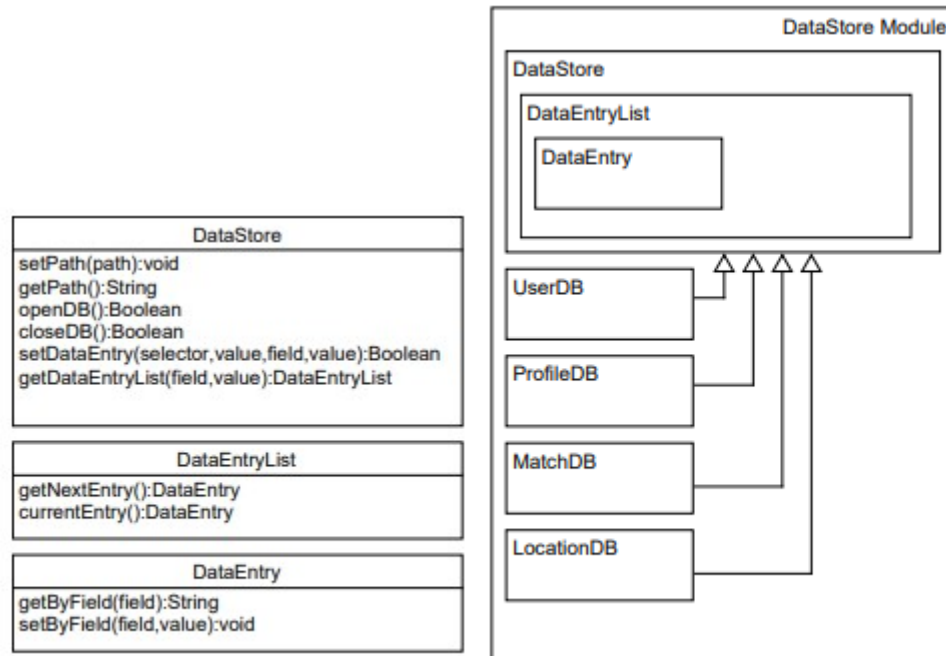 DataStore Module
DataStore
DataEntryList
DataEntry
UserDB
ProfileDB
MatchDB
LocationDB
DataStore
setPath(path):void
getPath():String
openDB():Boolean
closeDB():Boolean
setDataEntry(selector,value,field,value):Boolean
getDataEntryList(field,value):DataEntryList
DataEntryList
getNextEntry():DataEntry
currentEntry():DataEntry
DataEntry
getByField(field):String
setByField(field,value):void